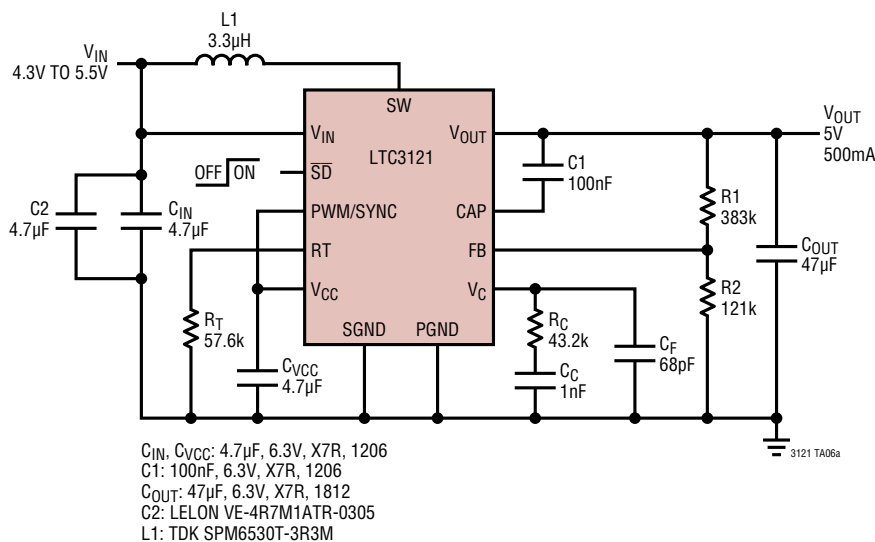 L1
3.3µH
VIN
4.3V TO 5.5V
SW
VIN
VOUT
LTC3121
VOUT
5V
500mA
OFF ON
SD
C1
100nF
C2
4.7µF
CIN
4.7µF
PWM/SYNC
CAP
R1
383k
RT
FB
COUT
47µF
VCC
VC
R2
121k
RT
57.6k
SGND
PGND
RC
43.2k
CF
68pF
CVCC
4.7µF
CC
1nF
3121 TA06a
CIN, CVCC: 4.7µF, 6.3V, X7R, 1206
C1: 100nF, 6.3V, X7R, 1206
COUT: 47µF, 6.3V, X7R, 1812
C2: LELON VE-4R7M1ATR-0305
L1: TDK SPM6530T-3R3M